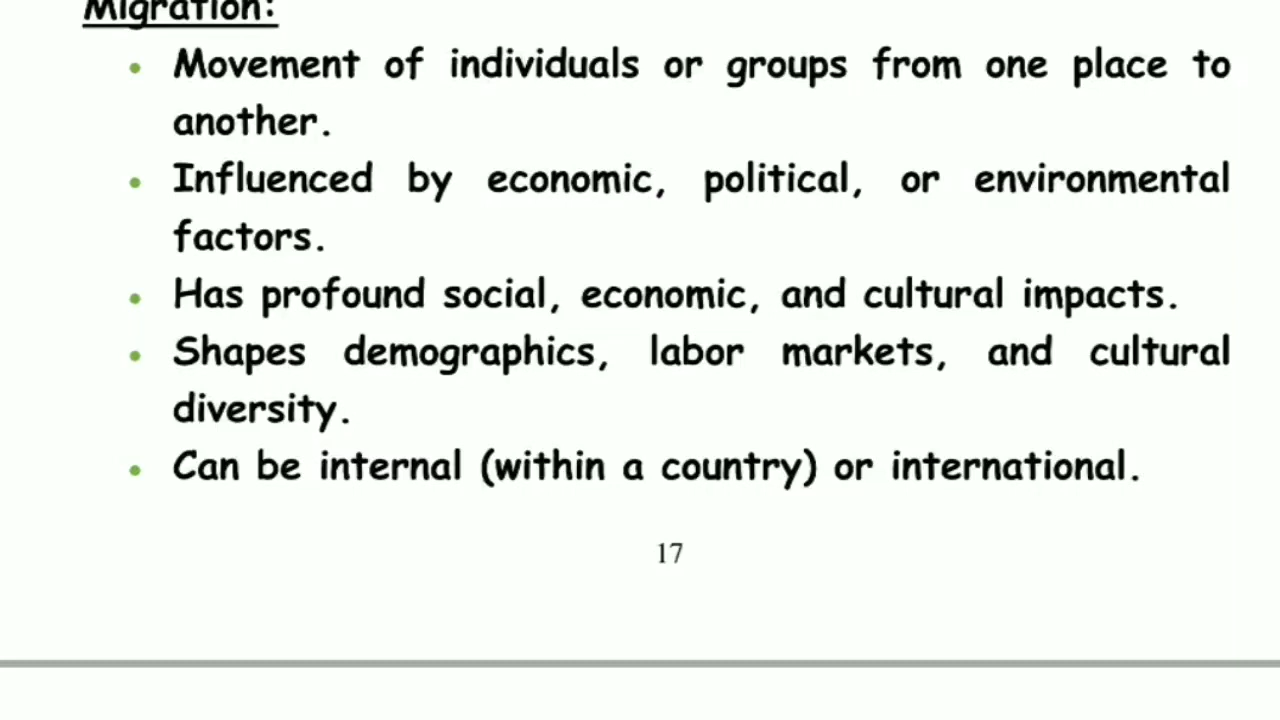 Migration:
• Movement of individuals or groups from one place to
another.
• Influenced by economic, political, or environmental
factors.
• Has profound social, economic, and cultural impacts.
• Shapes demographics, labor markets, and cultural
diversity.
• Can be internal (within a country) or international.
17